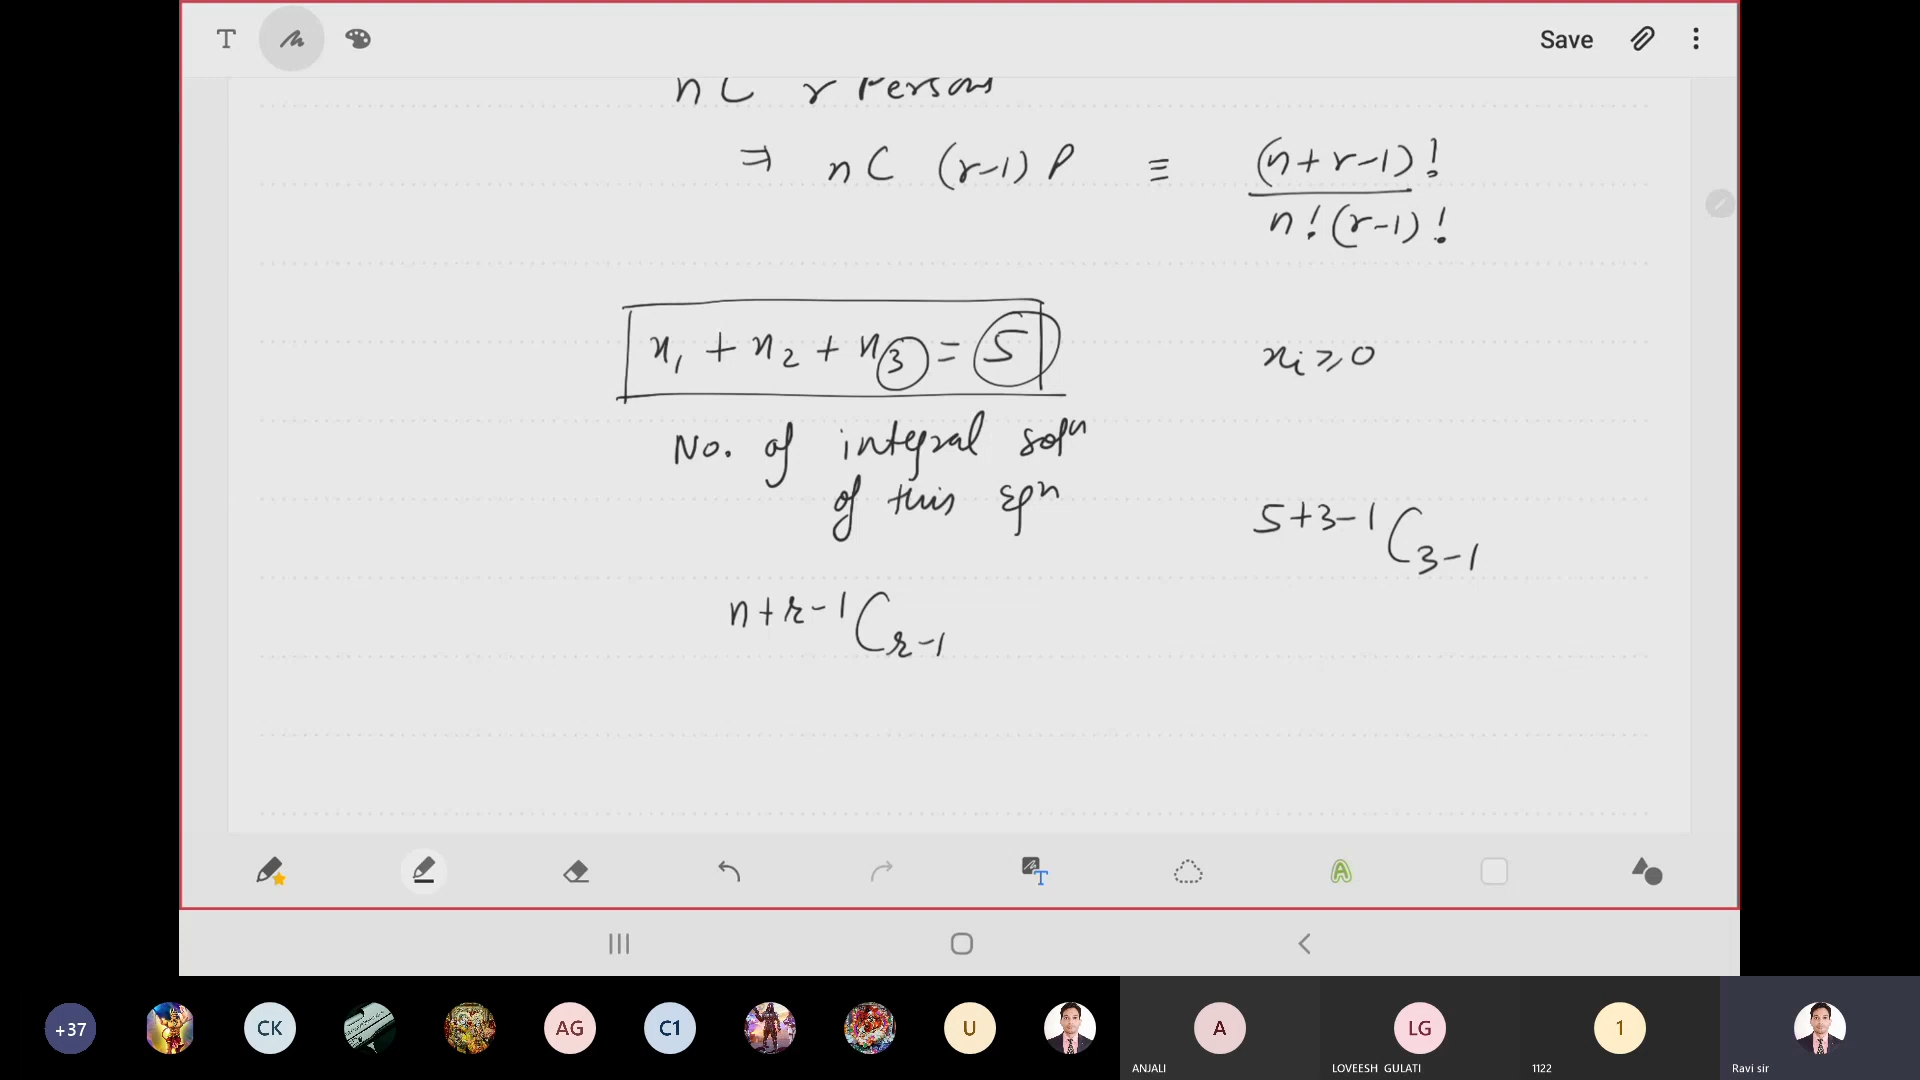 T
Save
n C r Persons
⇒ n C (r-1) P ≡ (n+r-1)! / n!(r-1)!
x₁ + x₂ + x₃ = 5
xᵢ ≥ 0
No. of integral solⁿ
of this Eqⁿ
5+3-1C3-1
n+r-1Cr-1
T
A
+37
CK
AG
C1
U
A
LG
1
ANJALI
LOVEESH GULATI
1122
Ravi sir